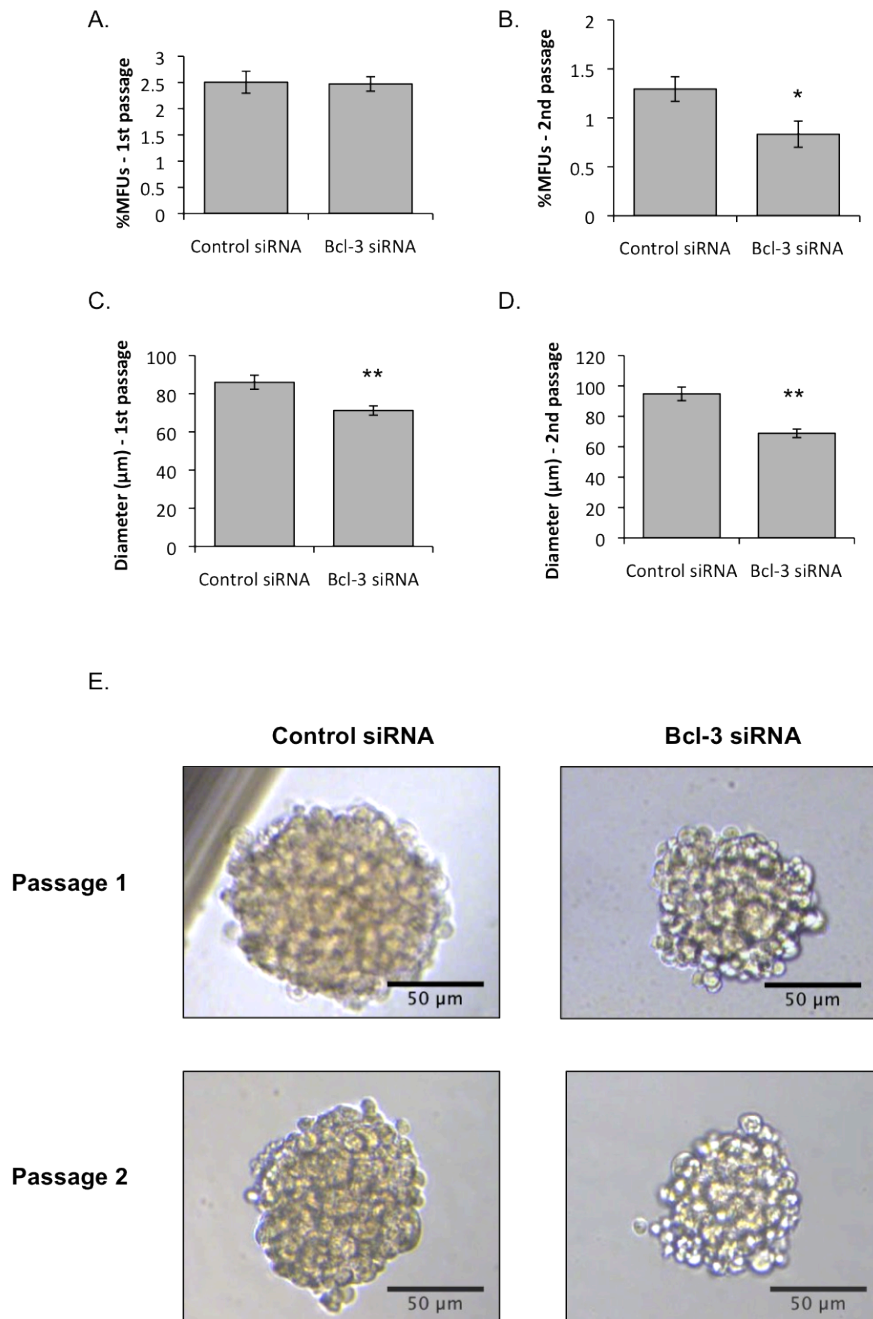 A.
%MFUs - 1st passage
3
2.5
2
1.5
1
0.5
0
Control siRNA Bcl-3 siRNA
B.
%MFUs - 2nd passage
2
1.5
1
0.5
0
*
Control siRNA Bcl-3 siRNA
C.
Diameter (µm) - 1st passage
100
80
60
40
20
0
**
Control siRNA Bcl-3 siRNA
D.
Diameter (µm) - 2nd passage
120
100
80
60
40
20
0
**
Control siRNA Bcl-3 siRNA
E.
Control siRNA Bcl-3 siRNA
Passage 1
50 µm
50 µm
Passage 2
50 µm
50 µm